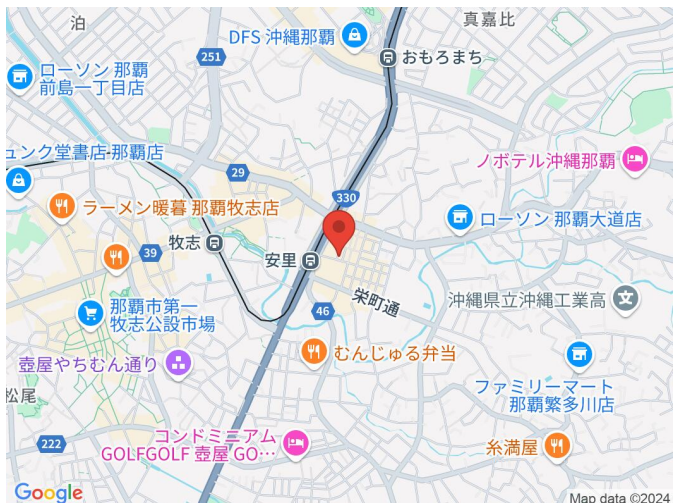 泊
真嘉比
DFS 沖縄那覇
おもろまち
251
ローソン 那覇
前島一丁目店
ュンク堂書店 那覇店
ノボテル沖縄那覇
29
330
ラーメン暖暮 那覇牧志店
ローソン 那覇大道店
牧志
39
安里
栄町通
沖縄県立沖縄工業高
那覇市第一
牧志公設市場
46
むんじゅる弁当
壺屋やちむん通り
ファミリーマート
那覇繁多川店
松尾
222
コンドミニアム
GOLFGOLF 壺屋 GO…
糸満屋
Google
Map data ©2024